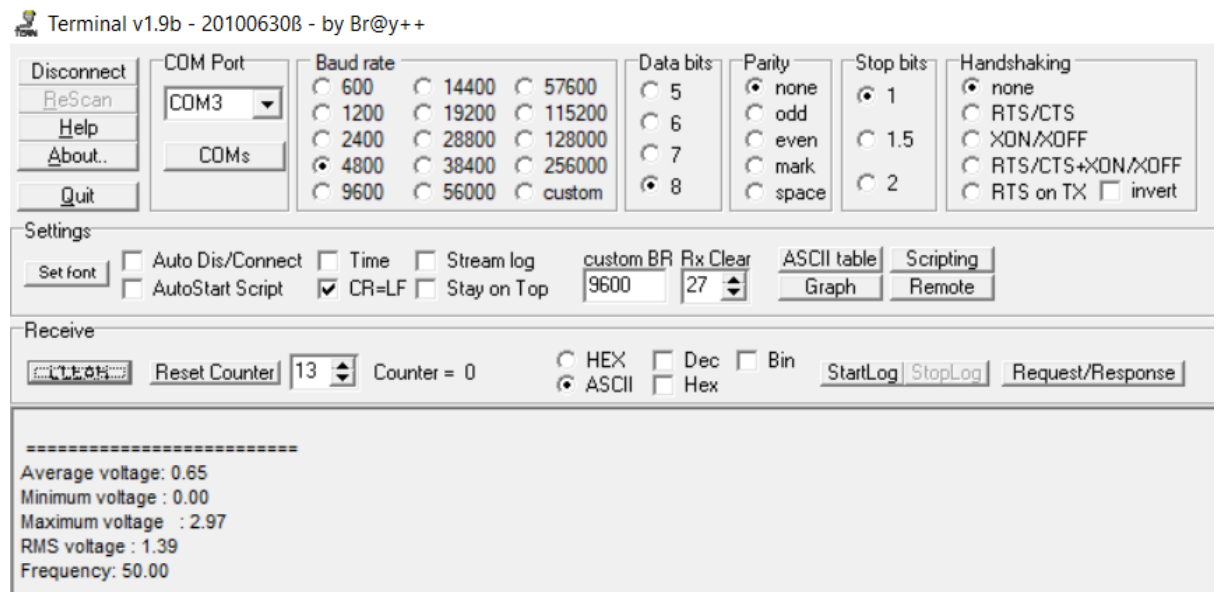 Terminal v1.9b - 20100630ß - by Br@y++
Disconnect
ReScan
Help
About..
Quit
COM Port
COM3
COMs
Baud rate
600 14400 57600
1200 19200 115200
2400 28800 128000
4800 38400 256000
9600 56000 custom
Data bits
5
6
7
8
Parity
none
odd
even
mark
space
Stop bits
1
1.5
2
Handshaking
none
RTS/CTS
XON/XOFF
RTS/CTS+XON/XOFF
RTS on TX invert
Settings
Set font
Auto Dis/Connect Time Stream log
AutoStart Script CR=LF Stay on Top
custom BR Rx Clear
9600 27
ASCII table Scripting
Graph Remote
Receive
CLEAR Reset Counter 13 Counter = 0
HEX Dec Bin
ASCII Hex
StartLog StopLog Request/Response
==========================
Average voltage: 0.65
Minimum voltage : 0.00
Maximum voltage : 2.97
RMS voltage : 1.39
Frequency: 50.00